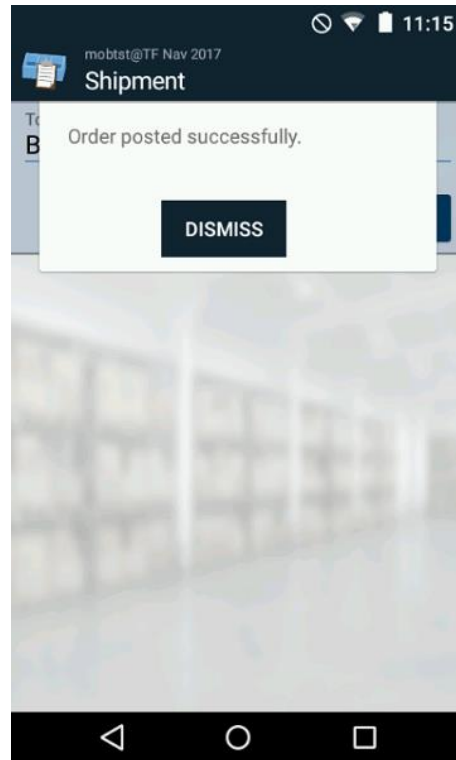 11:15
mobtst@TF Nav 2017
Shipment
Order posted successfully.
DISMISS